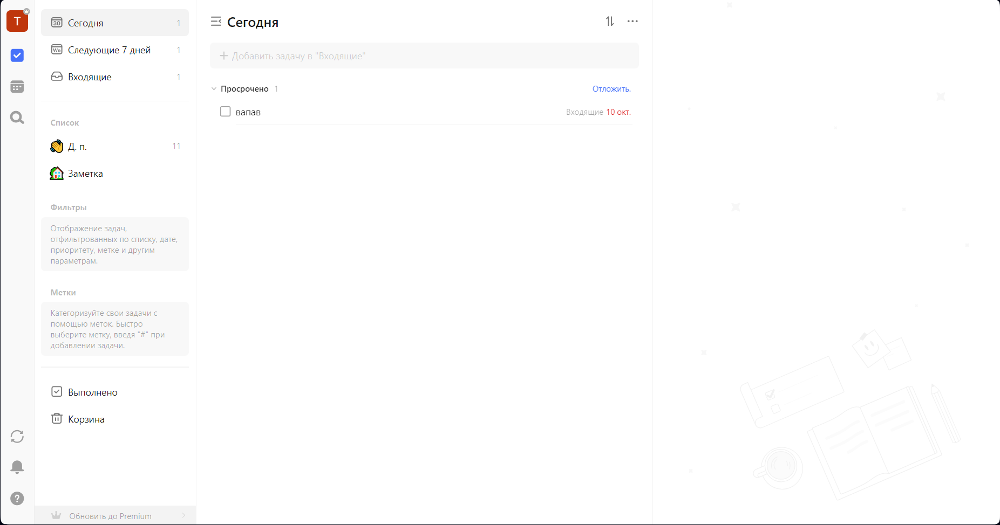 T
30 Сегодня 1
We Следующие 7 дней 1
Входящие 1
Список
Д. п. 11
Заметка
Фильтры
Отображение задач,
отфильтрованных по списку, дате,
приоритету, метке и другим
параметрам.
Метки
Категоризуйте свои задачи с
помощью меток. Быстро
выберите метку, введя "#" при
добавлении задачи.
Выполнено
Корзина
Обновить до Premium
Сегодня
Добавить задачу в "Входящие"
Просрочено 1 Отложить.
вапав Входящие 10 окт.